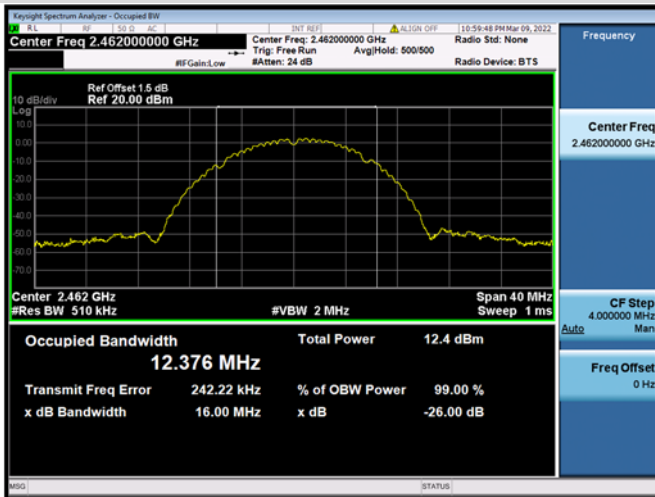 Keysight Spectrum Analyzer - Occupied BW
RL RF 50 Ω AC INT REF ALIGN OFF 10:59:48 PM Mar 09, 2022
Center Freq 2.462000000 GHz
Center Freq: 2.462000000 GHz
Radio Std: None
Trig: Free Run Avg|Hold: 500/500
#IFGain:Low
#Atten: 24 dB
Radio Device: BTS
Ref Offset 1.5 dB
10 dB/div Ref 20.00 dBm
Log
10.0
0.00
-10.0
-20.0
-30.0
-40.0
-50.0
-60.0
-70.0
Center 2.462 GHz
Span 40 MHz
#Res BW 510 kHz
#VBW 2 MHz
Sweep 1 ms
Occupied Bandwidth
12.376 MHz
Total Power 12.4 dBm
Transmit Freq Error 242.22 kHz
% of OBW Power 99.00 %
x dB Bandwidth 16.00 MHz
x dB -26.00 dB
MSG
STATUS
Frequency
Center Freq
2.462000000 GHz
CF Step
4.000000 MHz
Auto Man
Freq Offset
0 Hz